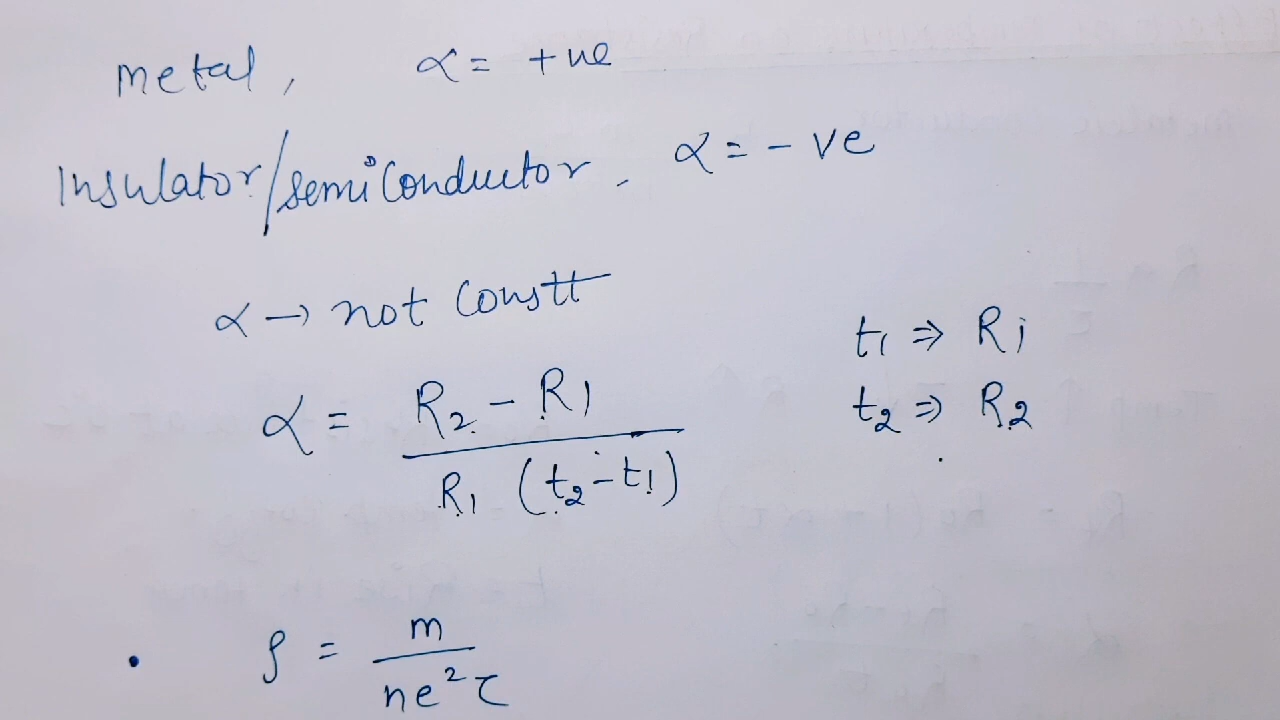 metal, α = +ve
Insulator/semiconductor, α = -ve
α → not constt
α = (R₂ - R₁) / (R₁ (t₂ - t₁))
t₁ ⇒ R₁
t₂ ⇒ R₂
. ρ = m / (ne²τ)